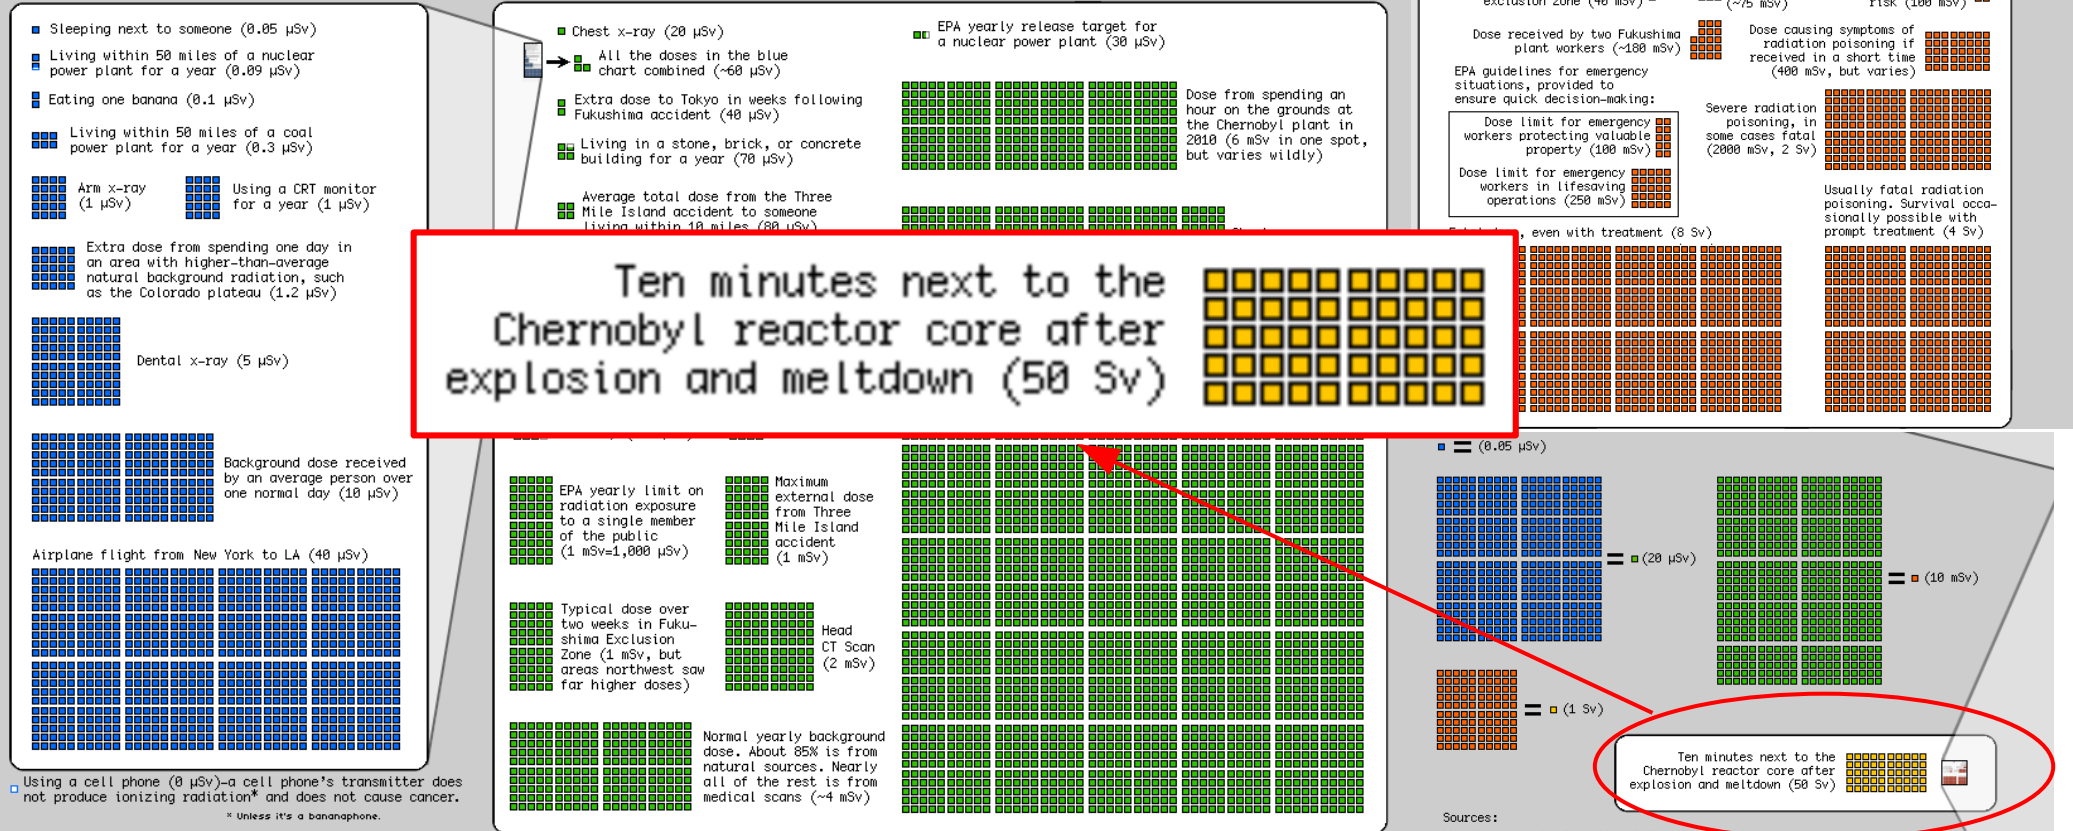 Sleeping next to someone (0.05 µSv)
Living within 50 miles of a nuclear
power plant for a year (0.09 µSv)
Eating one banana (0.1 µSv)
Living within 50 miles of a coal
power plant for a year (0.3 µSv)
Arm x-ray
(1 µSv)
Using a CRT monitor
for a year (1 µSv)
Extra dose from spending one day in
an area with higher-than-average
natural background radiation, such
as the Colorado plateau (1.2 µSv)
Dental x-ray (5 µSv)
Background dose received
by an average person over
one normal day (10 µSv)
Airplane flight from New York to LA (40 µSv)
Using a cell phone (0 µSv)–a cell phone's transmitter does
not produce ionizing radiation* and does not cause cancer.
* Unless it's a bananaphone.
Chest x-ray (20 µSv)
All the doses in the blue
chart combined (~60 µSv)
Extra dose to Tokyo in weeks following
Fukushima accident (40 µSv)
Living in a stone, brick, or concrete
building for a year (70 µSv)
Average total dose from the Three
Mile Island accident to someone
living within 10 miles (80 µSv)
EPA yearly release target for
a nuclear power plant (30 µSv)
Dose from spending an
hour on the grounds at
the Chernobyl plant in
2010 (6 mSv in one spot,
but varies wildly)
Ten minutes next to the
Chernobyl reactor core after
explosion and meltdown (50 Sv)
EPA yearly limit on
radiation exposure
to a single member
of the public
(1 mSv=1,000 µSv)
Maximum
external dose
from Three
Mile Island
accident
(1 mSv)
Typical dose over
two weeks in Fuku-
shima Exclusion
Zone (1 mSv, but
areas northwest saw
far higher doses)
Head
CT Scan
(2 mSv)
Normal yearly background
dose. About 85% is from
natural sources. Nearly
all of the rest is from
medical scans (~4 mSv)
exclusion zone (40 mSv)
(~75 mSv)
risk (100 mSv)
Dose received by two Fukushima
plant workers (~180 mSv)
Dose causing symptoms of
radiation poisoning if
received in a short time
(400 mSv, but varies)
EPA guidelines for emergency
situations, provided to
ensure quick decision-making:
Dose limit for emergency
workers protecting valuable
property (100 mSv)
Dose limit for emergency
workers in lifesaving
operations (250 mSv)
Severe radiation
poisoning, in
some cases fatal
(2000 mSv, 2 Sv)
Usually fatal radiation
poisoning. Survival occa-
sionally possible with
prompt treatment (4 Sv)
, even with treatment (8 Sv)
= (0.05 µSv)
= (20 µSv)
= (10 mSv)
= (1 Sv)
Ten minutes next to the
Chernobyl reactor core after
explosion and meltdown (50 Sv)
Sources: